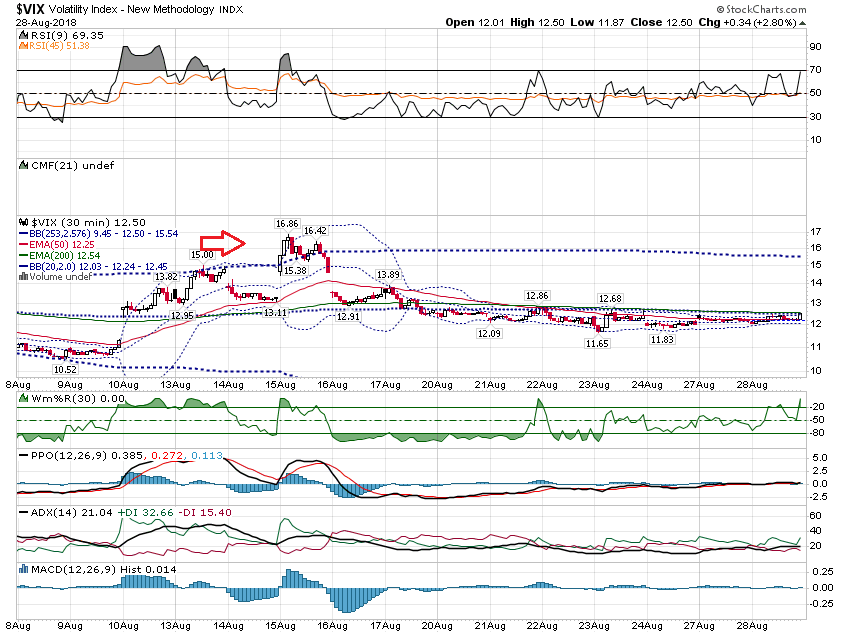 $VIX Volatility Index - New Methodology INDX
© StockCharts.com
28-Aug-2018
Open 12.01 High 12.50 Low 11.87 Close 12.50 Chg +0.34 (+2.80%)
RSI(9) 69.35
RSI(45) 51.38
90
70
50
30
10
CMF(21) undef
$VIX (30 min) 12.50
BB(253,2.576) 9.45 - 12.50 - 15.54
EMA(50) 12.25
EMA(200) 12.54
BB(20,2.0) 12.03 - 12.24 - 12.45
Volume undef
16.86
16.42
15.00
15.38
13.82
13.89
12.95
13.11
12.91
12.86
12.68
12.09
11.65
11.83
10.52
17
16
15
14
13
12
11
10
8Aug 9Aug 10Aug 13Aug 14Aug 15Aug 16Aug 17Aug 20Aug 21Aug 22Aug 23Aug 24Aug 27Aug 28Aug
Wm%R(30) 0.00
-20
-50
-80
PPO(12,26,9) 0.385, 0.272, 0.113
5.0
2.5
0.0
-2.5
ADX(14) 21.04 +DI 32.66 -DI 15.40
60
40
20
MACD(12,26,9) Hist 0.014
0.25
0.00
-0.25
8Aug 9Aug 10Aug 13Aug 14Aug 15Aug 16Aug 17Aug 20Aug 21Aug 22Aug 23Aug 24Aug 27Aug 28Aug